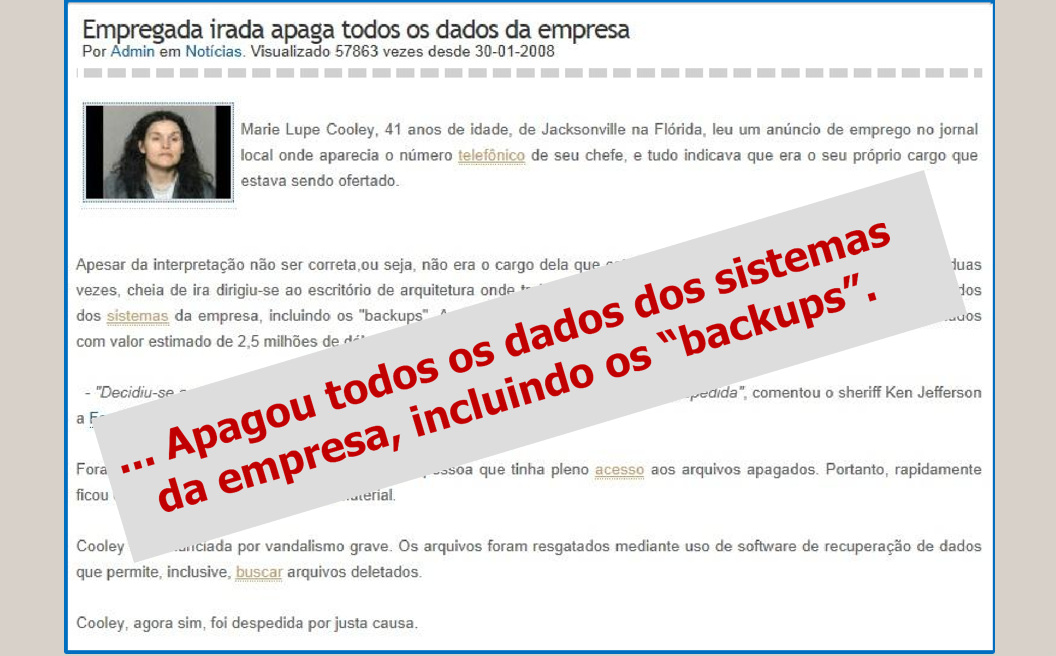 Empregada irada apaga todos os dados da empresa
Por Admin em Notícias. Visualizado 57863 vezes desde 30-01-2008
Marie Lupe Cooley, 41 anos de idade, de Jacksonville na Flórida, leu um anúncio de emprego no jornal
local onde aparecia o número telefônico de seu chefe, e tudo indicava que era o seu próprio cargo que
estava sendo ofertado.
Apesar da interpretação não ser correta,ou seja, não era o cargo dela que duas
vezes, cheia de ira dirigiu-se ao escritório de arquitetura onde
dos sistemas da empresa, incluindo os "backups".
com valor estimado de 2,5 milhões de
... Apagou todos os dados dos sistemas
da empresa, incluindo os “backups”.
- "Decidiu-se comentou o sheriff Ken Jefferson
a
que tinha pleno acesso aos arquivos apagados. Portanto, rapidamente
ficou
Cooley por vandalismo grave. Os arquivos foram resgatados mediante uso de software de recuperação de dados
que permite, inclusive, buscar arquivos deletados.
Cooley, agora sim, foi despedida por justa causa.